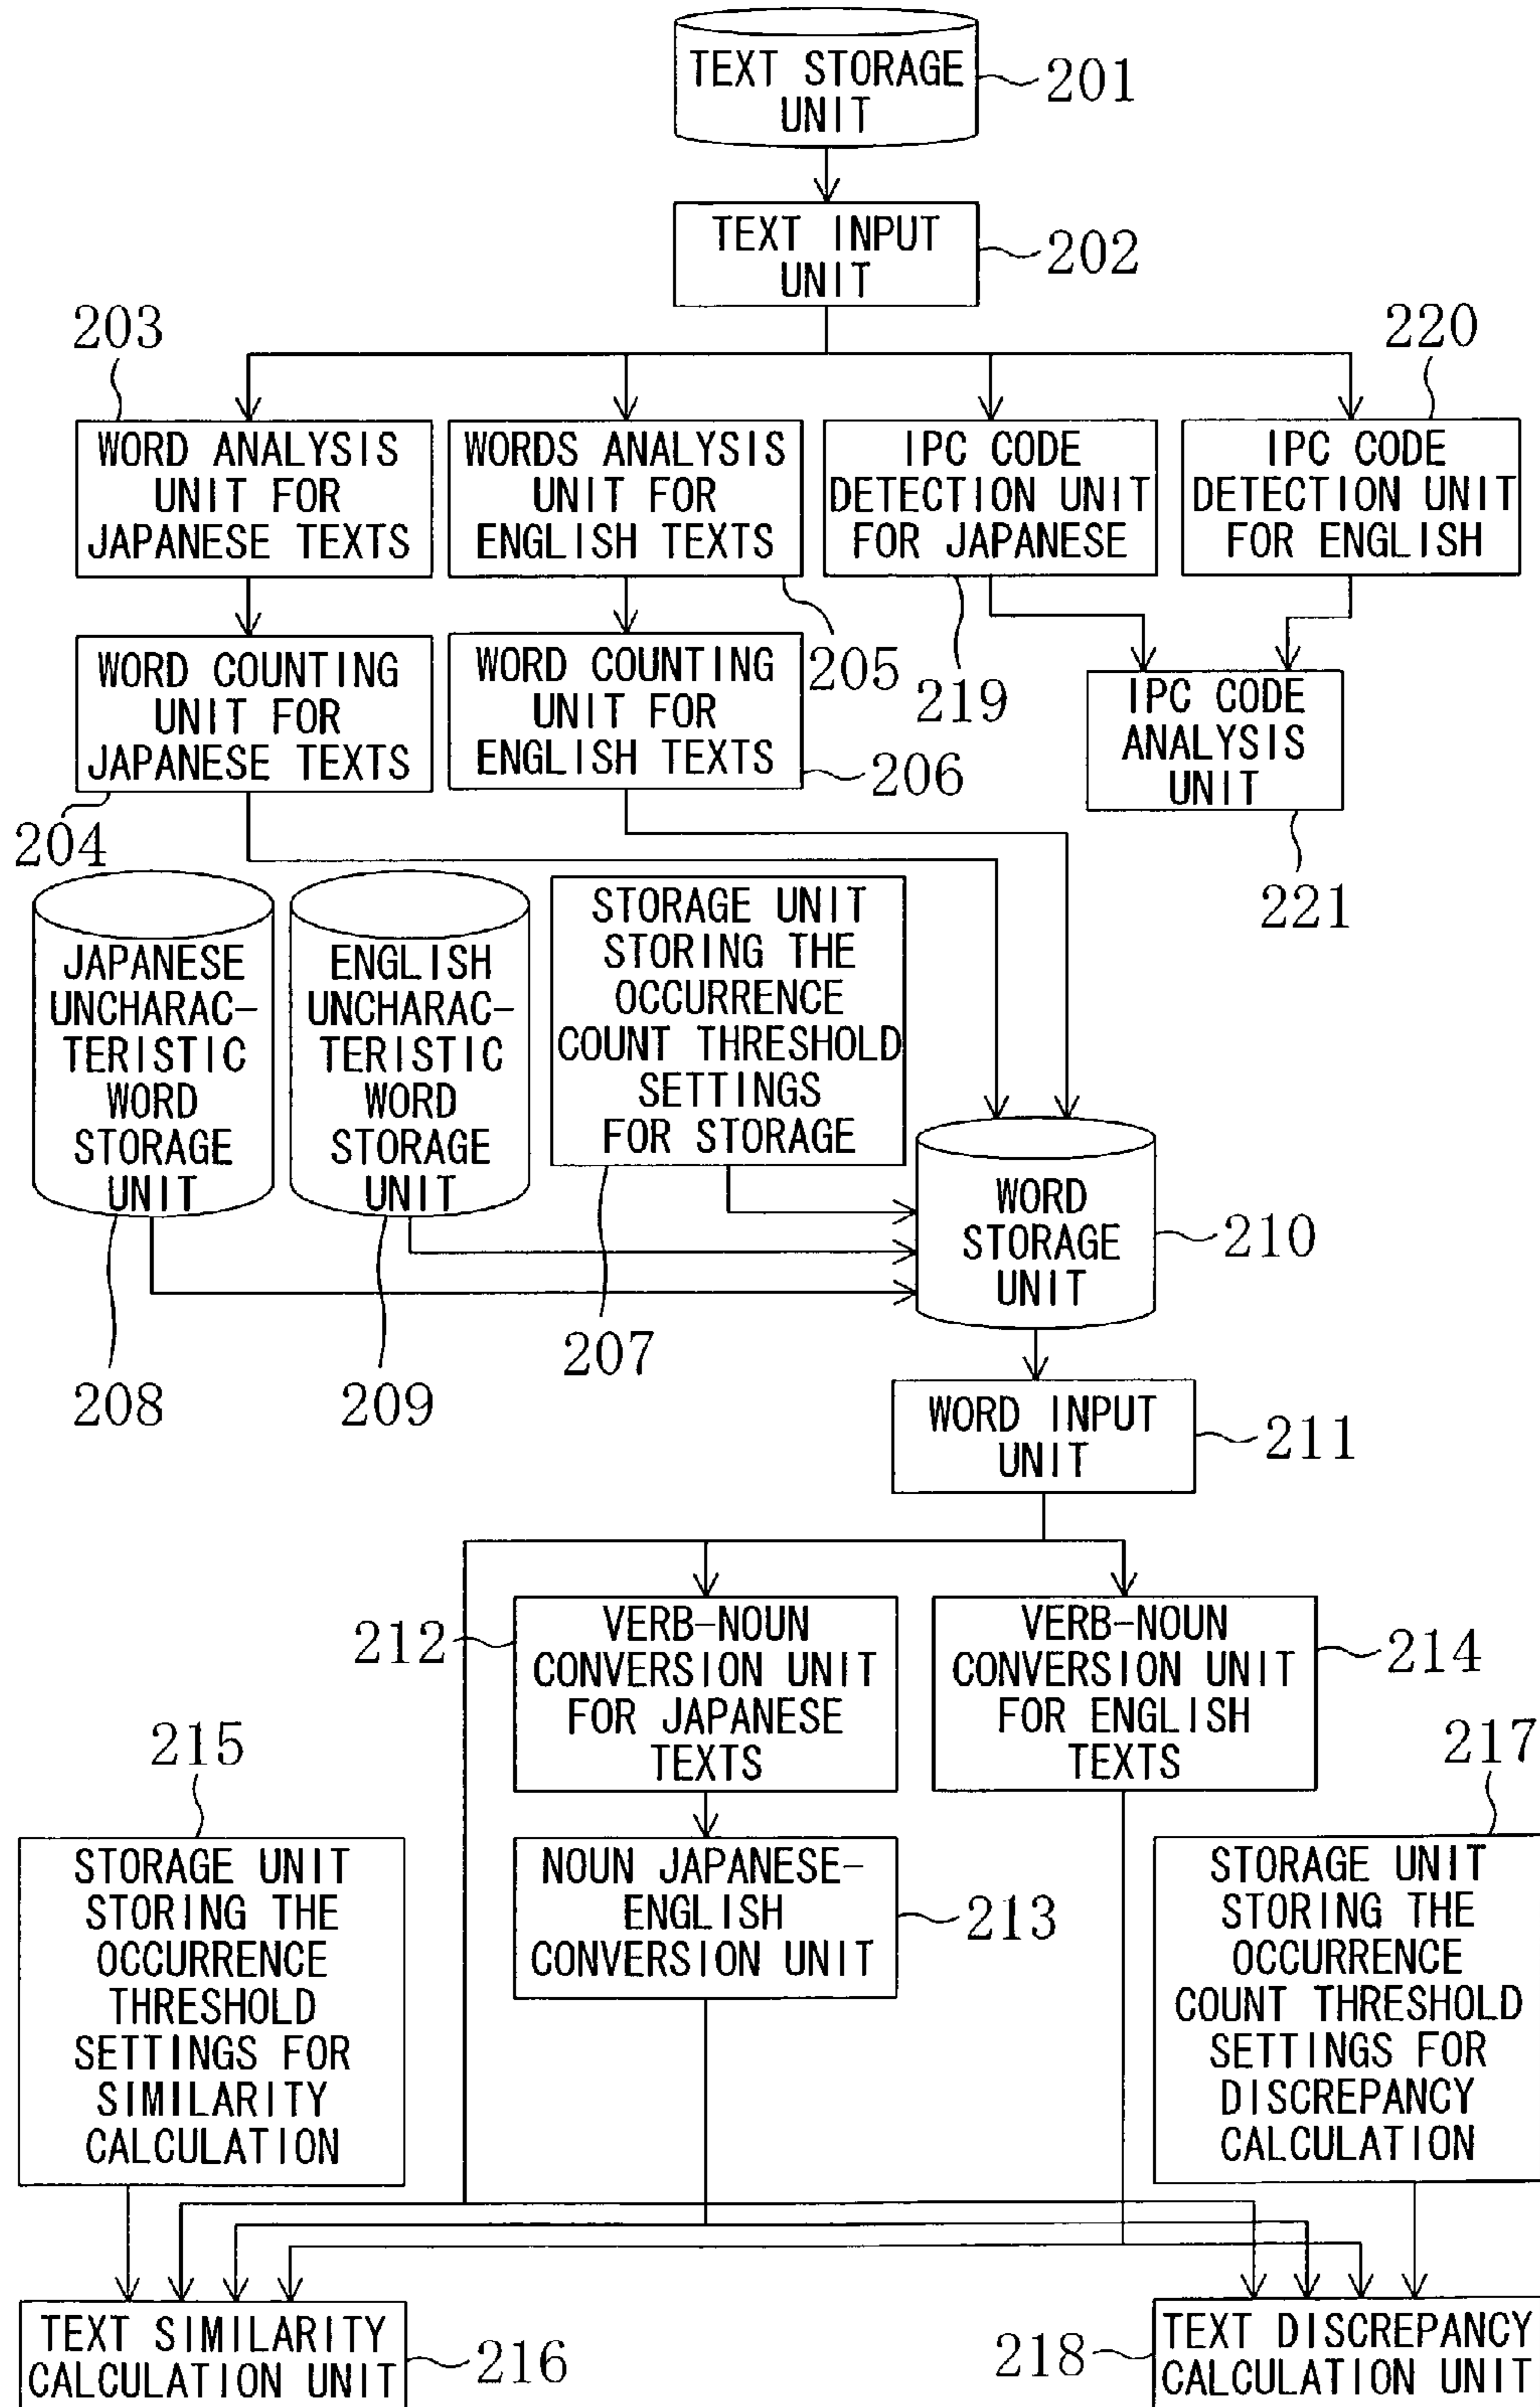 TEXT STORAGE
UNIT
201
TEXT INPUT
UNIT
202
203
220
WORD ANALYSIS
UNIT FOR
JAPANESE TEXTS
WORDS ANALYSIS
UNIT FOR
ENGLISH TEXTS
205
IPC CODE
DETECTION UNIT
FOR JAPANESE
219
IPC CODE
DETECTION UNIT
FOR ENGLISH
WORD COUNTING
UNIT FOR
JAPANESE TEXTS
204
WORD COUNTING
UNIT FOR
ENGLISH TEXTS
206
IPC CODE
ANALYSIS
UNIT
221
JAPANESE
UNCHARAC-
TERISTIC
WORD
STORAGE
UNIT
208
ENGLISH
UNCHARAC-
TERISTIC
WORD
STORAGE
UNIT
209
STORAGE UNIT
STORING THE
OCCURRENCE
COUNT THRESHOLD
SETTINGS
FOR STORAGE
207
WORD
STORAGE
UNIT
210
WORD INPUT
UNIT
211
212
VERB-NOUN
CONVERSION UNIT
FOR JAPANESE
TEXTS
VERB-NOUN
CONVERSION UNIT
FOR ENGLISH
TEXTS
214
215
STORAGE UNIT
STORING THE
OCCURRENCE
THRESHOLD
SETTINGS FOR
SIMILARITY
CALCULATION
NOUN JAPANESE-
ENGLISH
CONVERSION UNIT
213
217
STORAGE UNIT
STORING THE
OCCURRENCE
COUNT THRESHOLD
SETTINGS FOR
DISCREPANCY
CALCULATION
TEXT SIMILARITY
CALCULATION UNIT
216
218
TEXT DISCREPANCY
CALCULATION UNIT